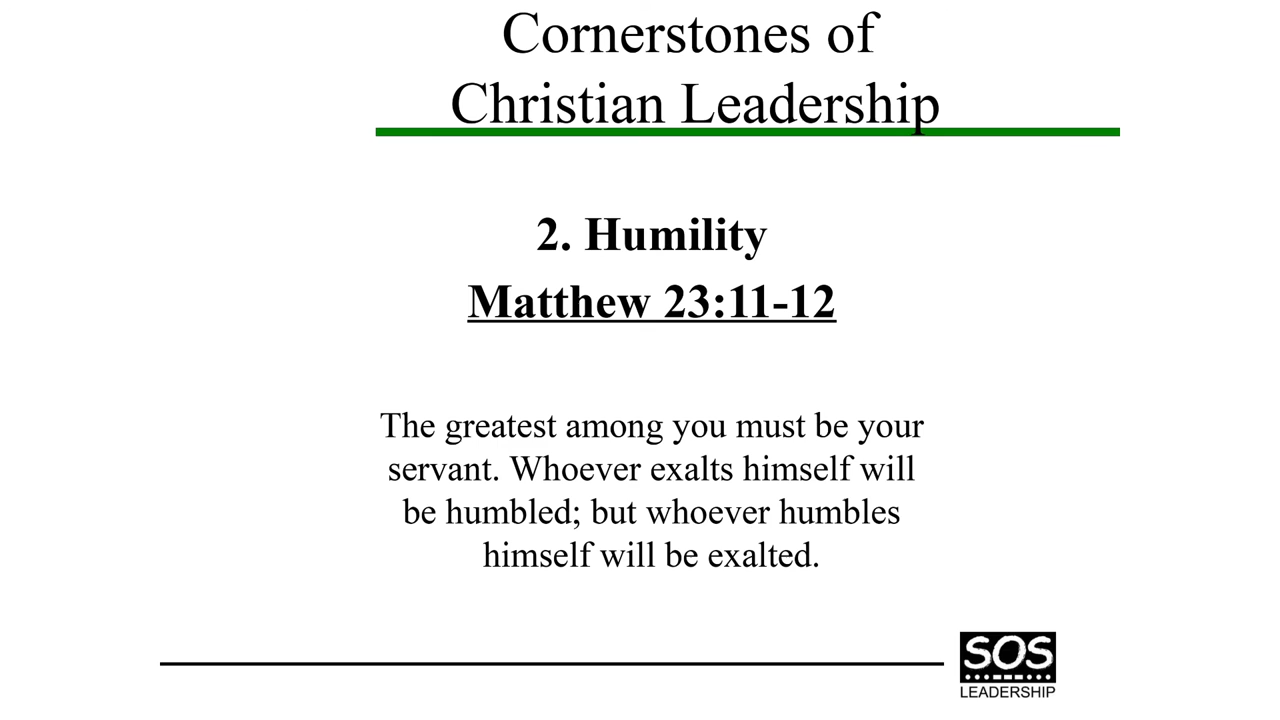 Cornerstones of
Christian Leadership
2. Humility
Matthew 23:11-12
The greatest among you must be your
servant. Whoever exalts himself will
be humbled; but whoever humbles
himself will be exalted.
SOS
LEADERSHIP